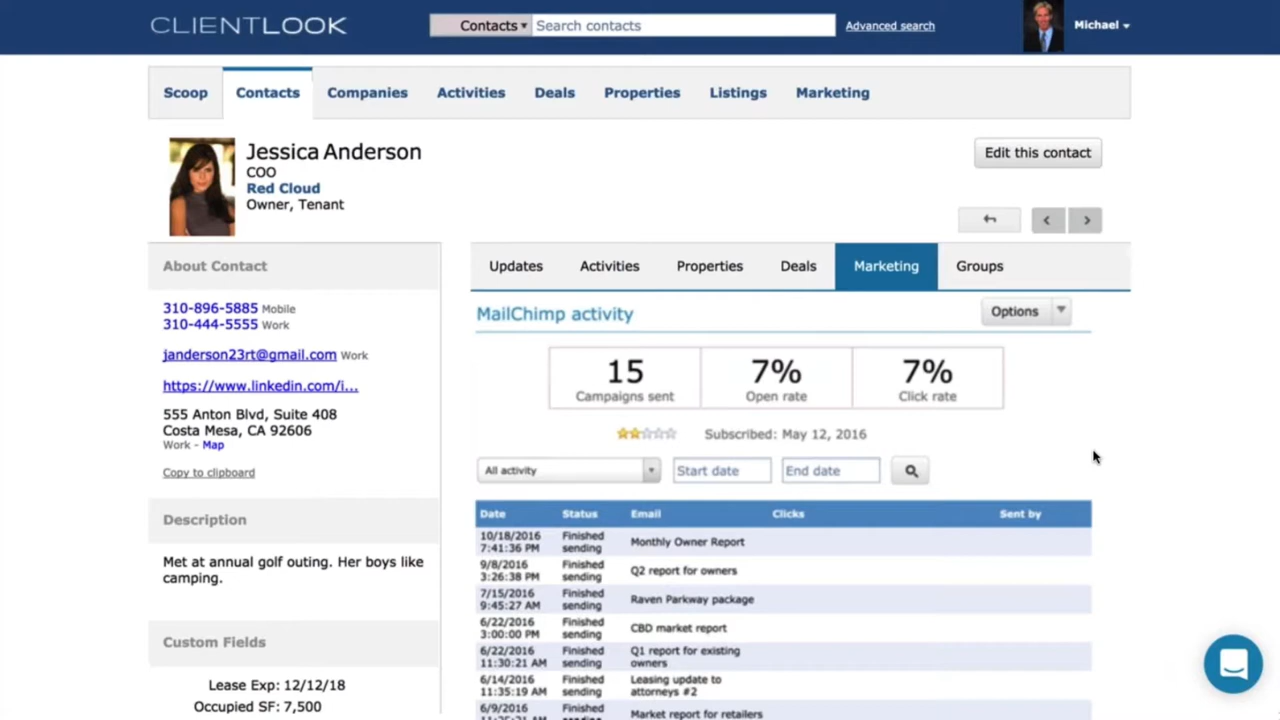 CLIENTLOOK
Contacts
Search contacts
Advanced search
Michael
Scoop
Contacts
Companies
Activities
Deals
Properties
Listings
Marketing
Jessica Anderson
COO
Red Cloud
Owner, Tenant
Edit this contact
About Contact
310-896-5885 Mobile
310-444-5555 Work
janderson23rt@gmail.com Work
https://www.linkedin.com/i...
555 Anton Blvd, Suite 408
Costa Mesa, CA 92606
Work - Map
Copy to clipboard
Description
Met at annual golf outing. Her boys like
camping.
Custom Fields
Lease Exp: 12/12/18
Occupied SF: 7,500
Updates
Activities
Properties
Deals
Marketing
Groups
MailChimp activity
Options
15
Campaigns sent
7%
Open rate
7%
Click rate
Subscribed: May 12, 2016
All activity
Start date
End date
Date Status Email Clicks Sent by
10/18/2016 Finished
7:41:36 PM sending Monthly Owner Report
9/8/2016 Finished
3:26:38 PM sending Q2 report for owners
7/15/2016 Finished
9:45:27 AM sending Raven Parkway package
6/22/2016 Finished
3:00:00 PM sending CBD market report
6/22/2016 Finished Q1 report for existing
11:30:21 AM sending owners
6/14/2016 Finished Leasing update to
11:35:19 AM sending attorneys #2
6/9/2016 Finished Market report for retailers